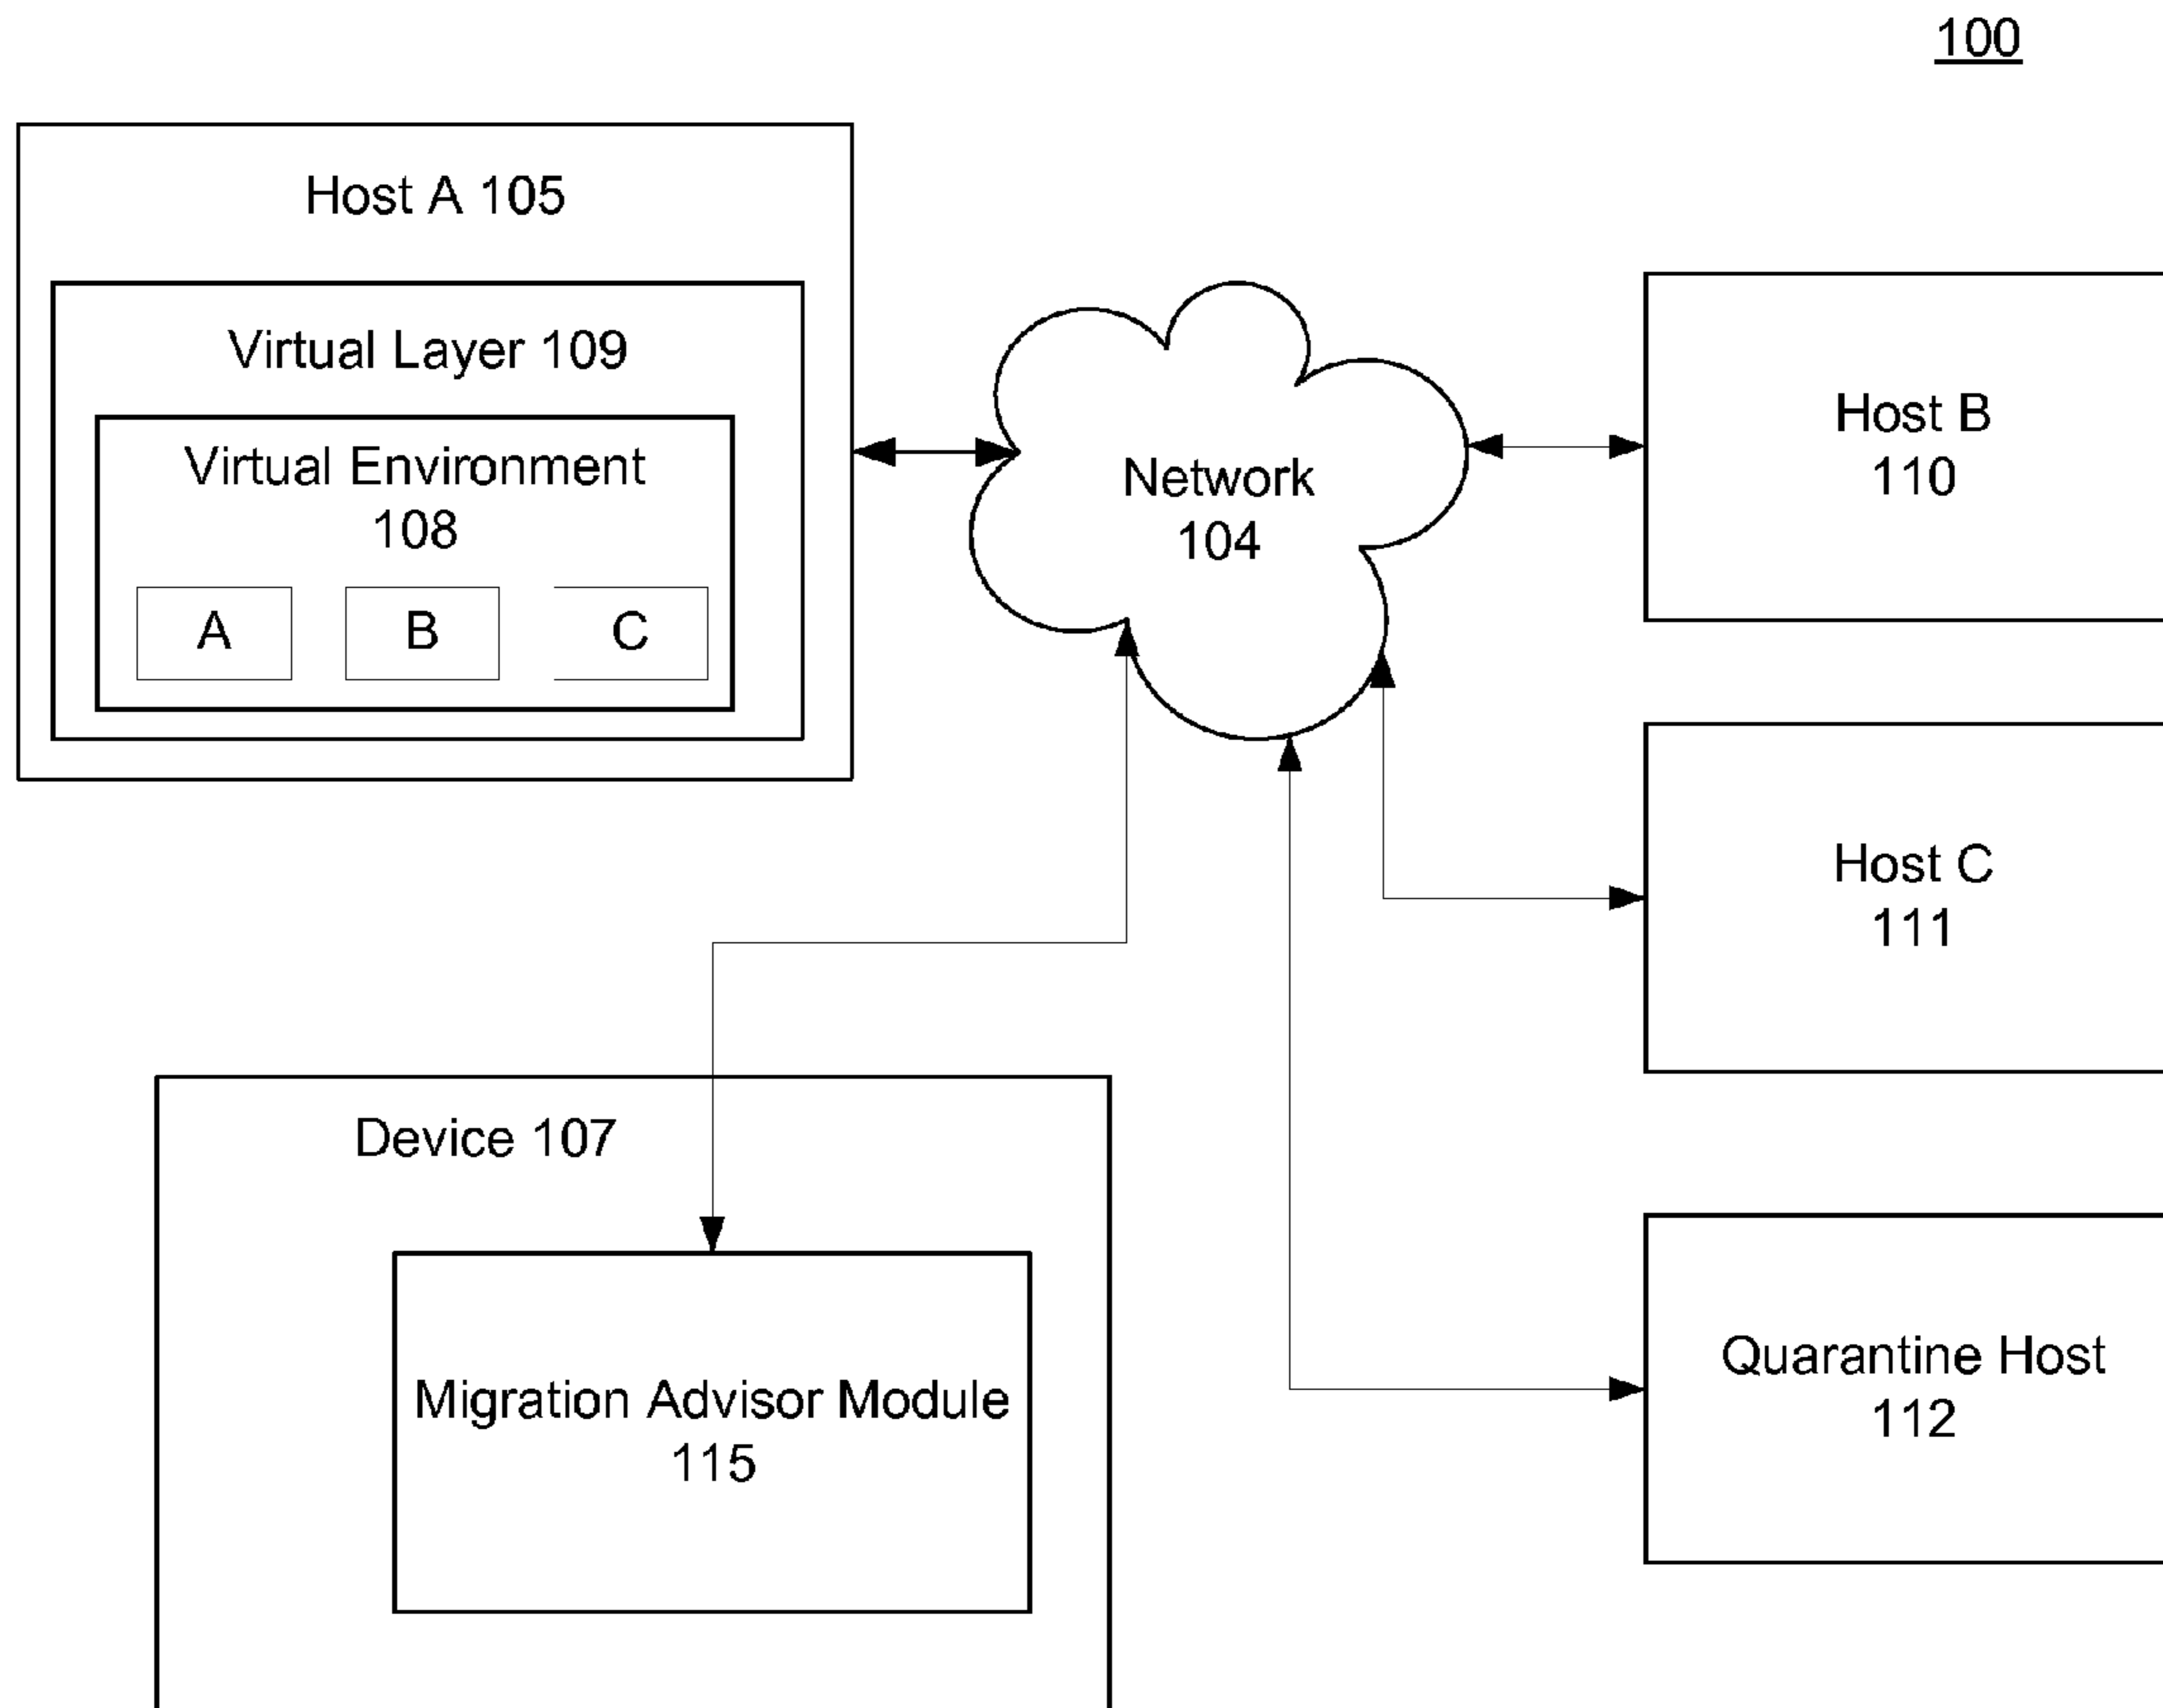 100
Host A 105
Virtual Layer 109
Virtual Environment
108
A
B
C
Network
104
Host B
110
Host C
111
Device 107
Migration Advisor Module
115
Quarantine Host
112